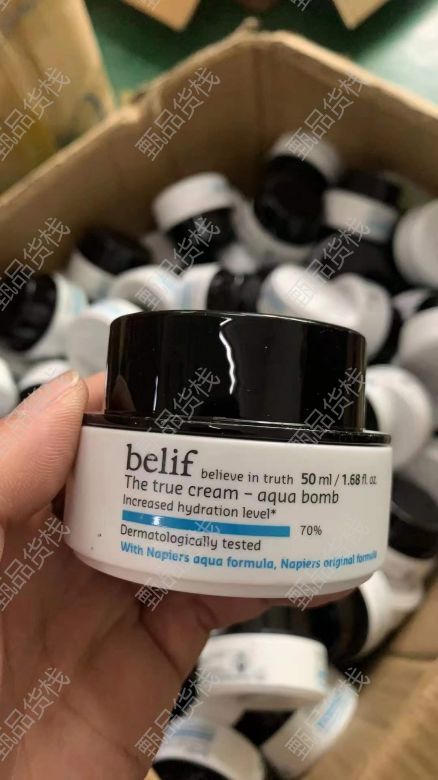 belif believe in truth 50 ml / 1.68 fl. oz.
The true cream – aqua bomb
Increased hydration level*
70%
Dermatologically tested
With Napiers aqua formula, Napiers original formula
甄品货栈